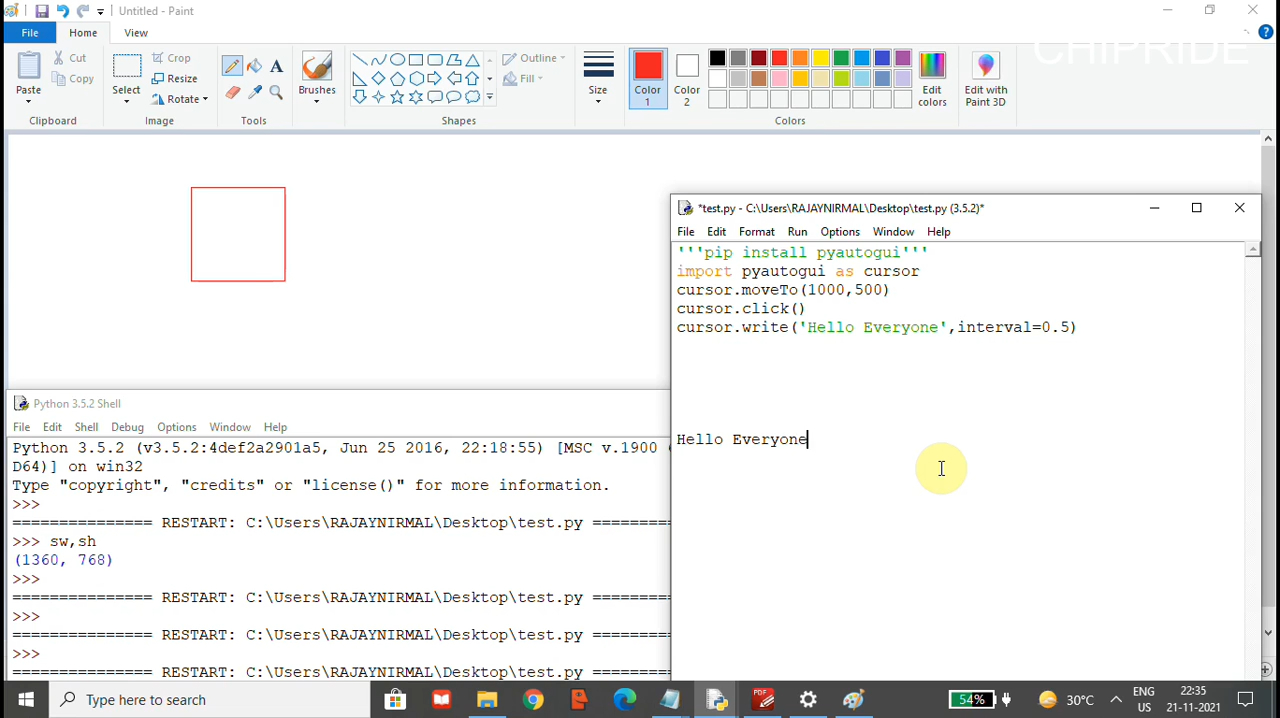 Untitled - Paint
File Home View
CHIPRIDE
Paste
Cut
Copy
Clipboard
Select
Crop
Resize
Rotate
Image
A
Tools
Brushes
Outline
Fill
Shapes
Size
Color 1
Color 2
Edit colors
Colors
Edit with Paint 3D
*test.py - C:\Users\RAJAYNIRMAL\Desktop\test.py (3.5.2)*
File Edit Format Run Options Window Help
'''pip install pyautogui'''
import pyautogui as cursor
cursor.moveTo(1000,500)
cursor.click()
cursor.write('Hello Everyone',interval=0.5)
Hello Everyone
Python 3.5.2 Shell
File Edit Shell Debug Options Window Help
Python 3.5.2 (v3.5.2:4def2a2901a5, Jun 25 2016, 22:18:55) [MSC v.1900
D64)] on win32
Type "copyright", "credits" or "license()" for more information.
>>>
=============== RESTART: C:\Users\RAJAYNIRMAL\Desktop\test.py ========
>>> sw,sh
(1360, 768)
>>>
=============== RESTART: C:\Users\RAJAYNIRMAL\Desktop\test.py ========
>>>
=============== RESTART: C:\Users\RAJAYNIRMAL\Desktop\test.py ========
>>>
=============== RESTART: C:\Users\RAJAYNIRMAL\Desktop\test.py ========
Type here to search
PDF
54%
30°C
ENG
US
22:35
21-11-2021